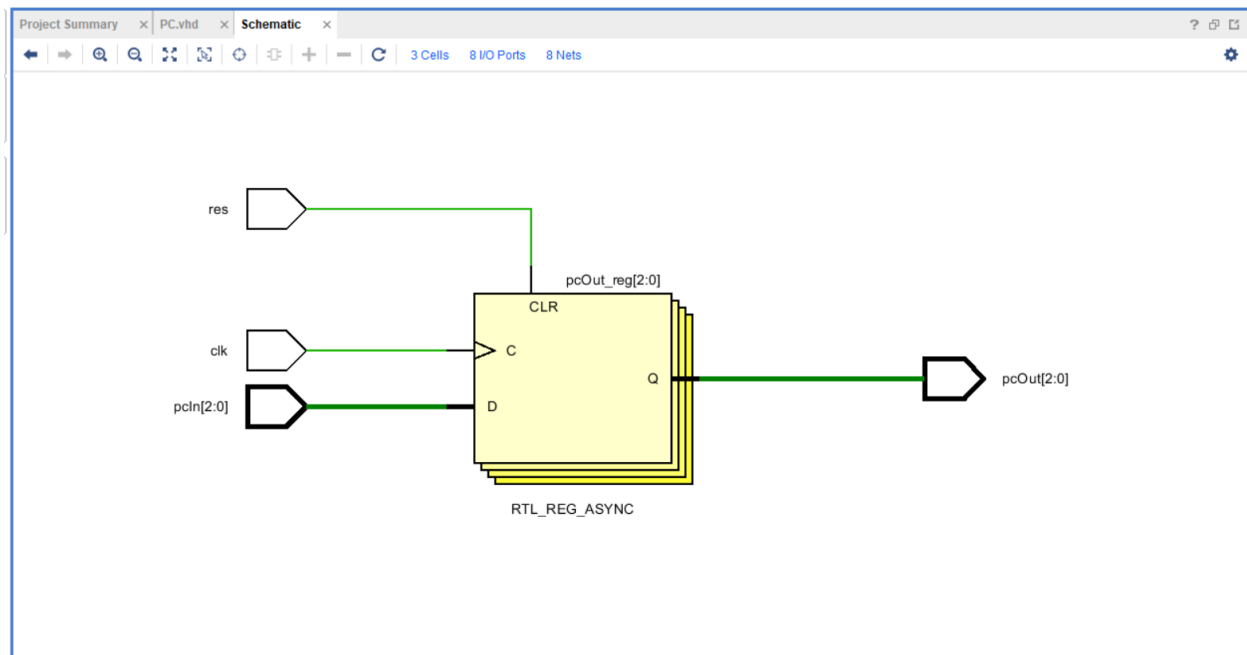 Project Summary × PC.vhd × Schematic ×
?
3 Cells 8 I/O Ports 8 Nets
res
pcOut_reg[2:0]
CLR
clk
C
Q
pcOut[2:0]
pcIn[2:0]
D
RTL_REG_ASYNC